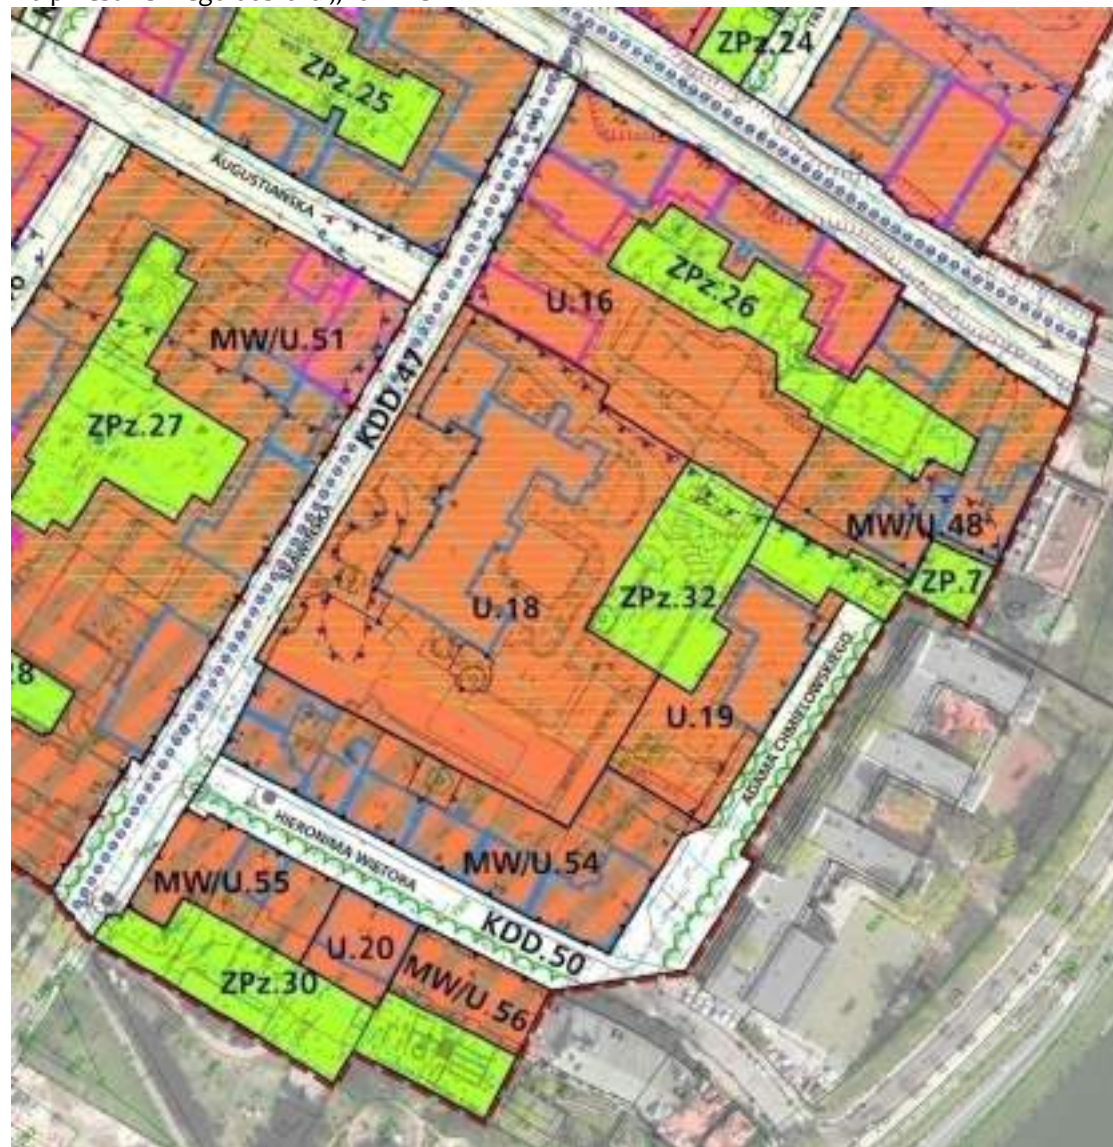 ZPz.24
ZPz.25
AUGUSTIAŃSKA
U.16
ZPz.26
MW/U.51
KDD.47
ZPz.27
MW/U.48
ZP.7
ZPz.32
U.18
U.19
ADAMA CHMIELOWSKIEGO
HIERONIMA WIETORA
MW/U.54
MW/U.55
KDD.50
U.20
MW/U.56
ZPz.30